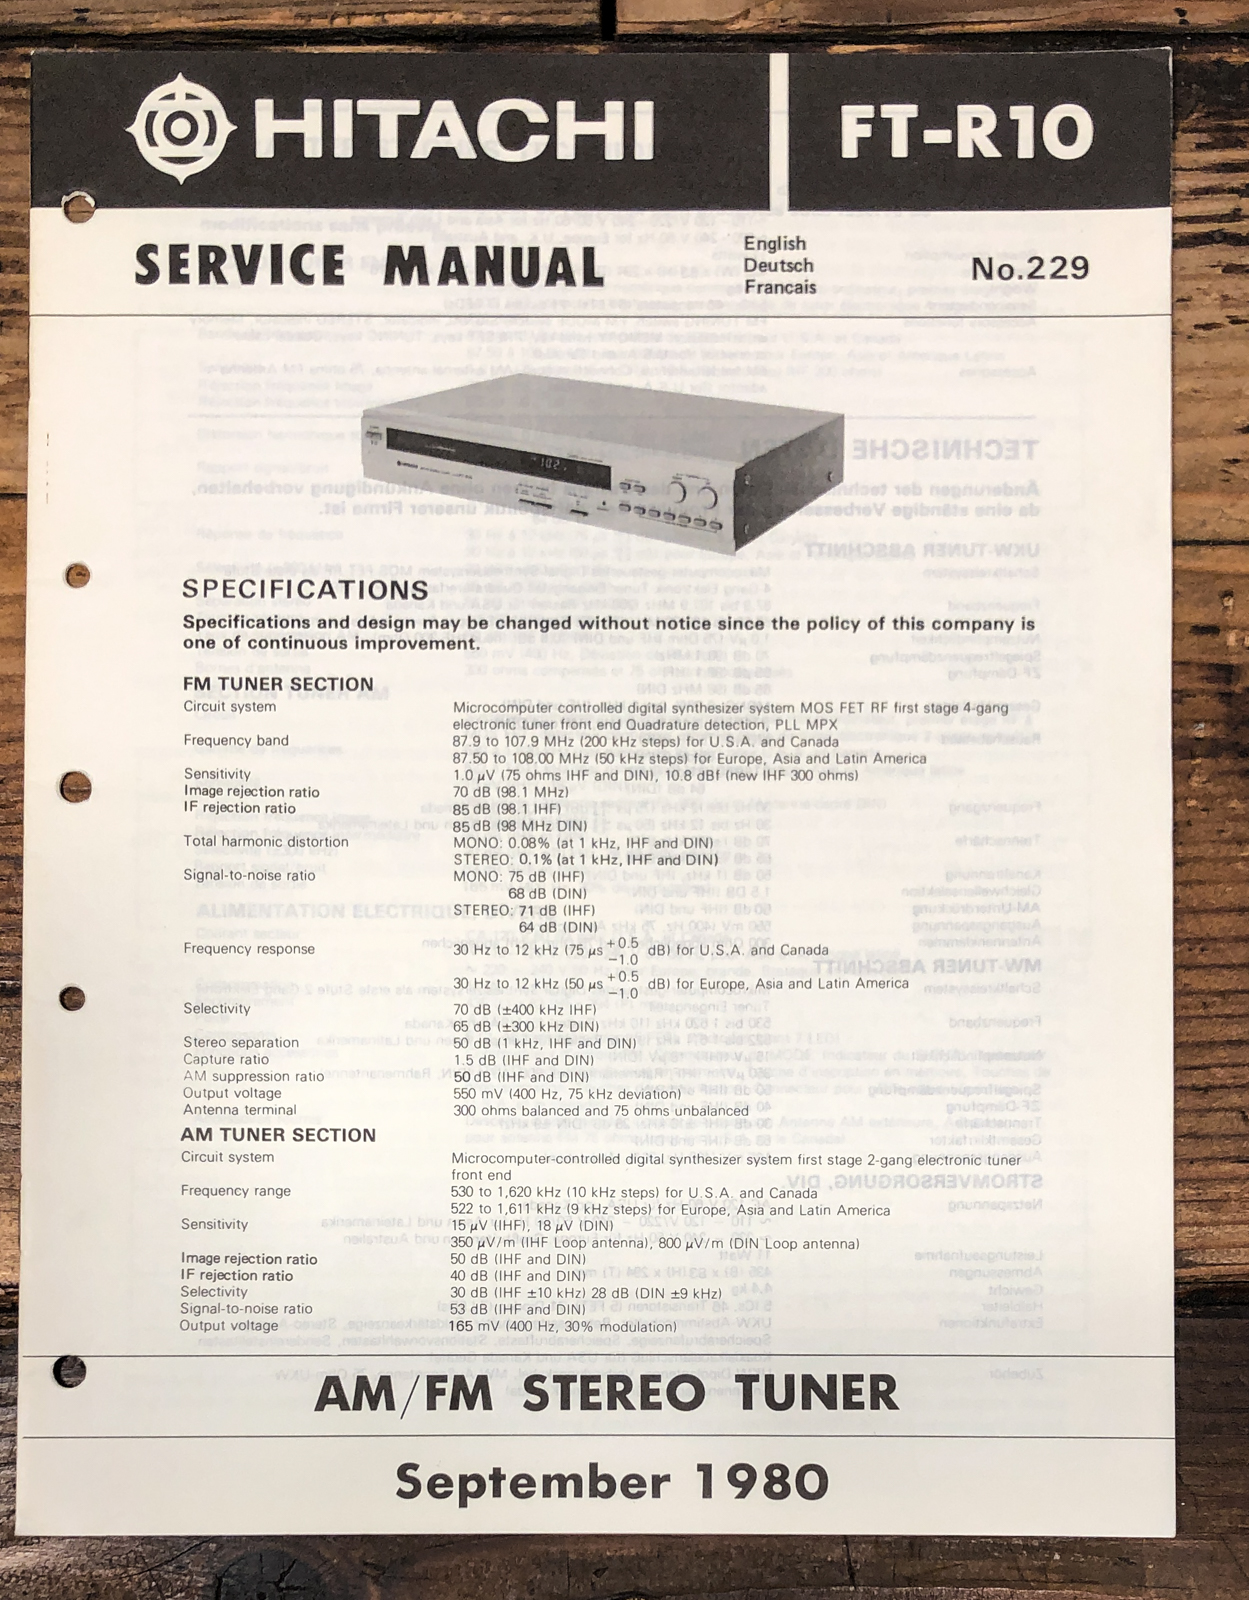 HITACHI
FT-R10
SERVICE MANUAL
English
Deutsch
Francais
No.229
SPECIFICATIONS
Specifications and design may be changed without notice since the policy of this company is
one of continuous improvement.
FM TUNER SECTION
Circuit system Microcomputer controlled digital synthesizer system MOS FET RF first stage 4-gang
electronic tuner front end Quadrature detection, PLL MPX
Frequency band 87.9 to 107.9 MHz (200 kHz steps) for U.S.A. and Canada
87.50 to 108.00 MHz (50 kHz steps) for Europe, Asia and Latin America
Sensitivity 1.0 μV (75 ohms IHF and DIN), 10.8 dBf (new IHF 300 ohms)
Image rejection ratio 70 dB (98.1 MHz)
IF rejection ratio 85 dB (98.1 IHF)
85 dB (98 MHz DIN)
Total harmonic distortion MONO: 0.08% (at 1 kHz, IHF and DIN)
STEREO: 0.1% (at 1 kHz, IHF and DIN)
Signal-to-noise ratio MONO: 75 dB (IHF)
68 dB (DIN)
STEREO: 71 dB (IHF)
64 dB (DIN)
Frequency response 30 Hz to 12 kHz (75 μs +0.5 −1.0 dB) for U.S.A. and Canada
30 Hz to 12 kHz (50 μs +0.5 −1.0 dB) for Europe, Asia and Latin America
Selectivity 70 dB (±400 kHz IHF)
65 dB (±300 kHz DIN)
Stereo separation 50 dB (1 kHz, IHF and DIN)
Capture ratio 1.5 dB (IHF and DIN)
AM suppression ratio 50 dB (IHF and DIN)
Output voltage 550 mV (400 Hz, 75 kHz deviation)
Antenna terminal 300 ohms balanced and 75 ohms unbalanced
AM TUNER SECTION
Circuit system Microcomputer-controlled digital synthesizer system first stage 2-gang electronic tuner
front end
Frequency range 530 to 1,620 kHz (10 kHz steps) for U.S.A. and Canada
522 to 1,611 kHz (9 kHz steps) for Europe, Asia and Latin America
Sensitivity 15 μV (IHF), 18 μV (DIN)
350 μV/m (IHF Loop antenna), 800 μV/m (DIN Loop antenna)
Image rejection ratio 50 dB (IHF and DIN)
IF rejection ratio 40 dB (IHF and DIN)
Selectivity 30 dB (IHF ±10 kHz) 28 dB (DIN ±9 kHz)
Signal-to-noise ratio 53 dB (IHF and DIN)
Output voltage 165 mV (400 Hz, 30% modulation)
AM/FM STEREO TUNER
September 1980